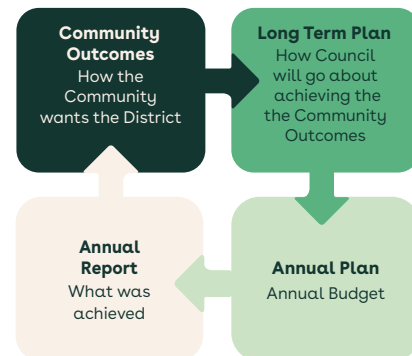 Community
Outcomes
How the
Community
wants the District
Long Term Plan
How Council
will go about
achieving the
the Community
Outcomes
Annual
Report
What was
achieved
Annual Plan
Annual Budget